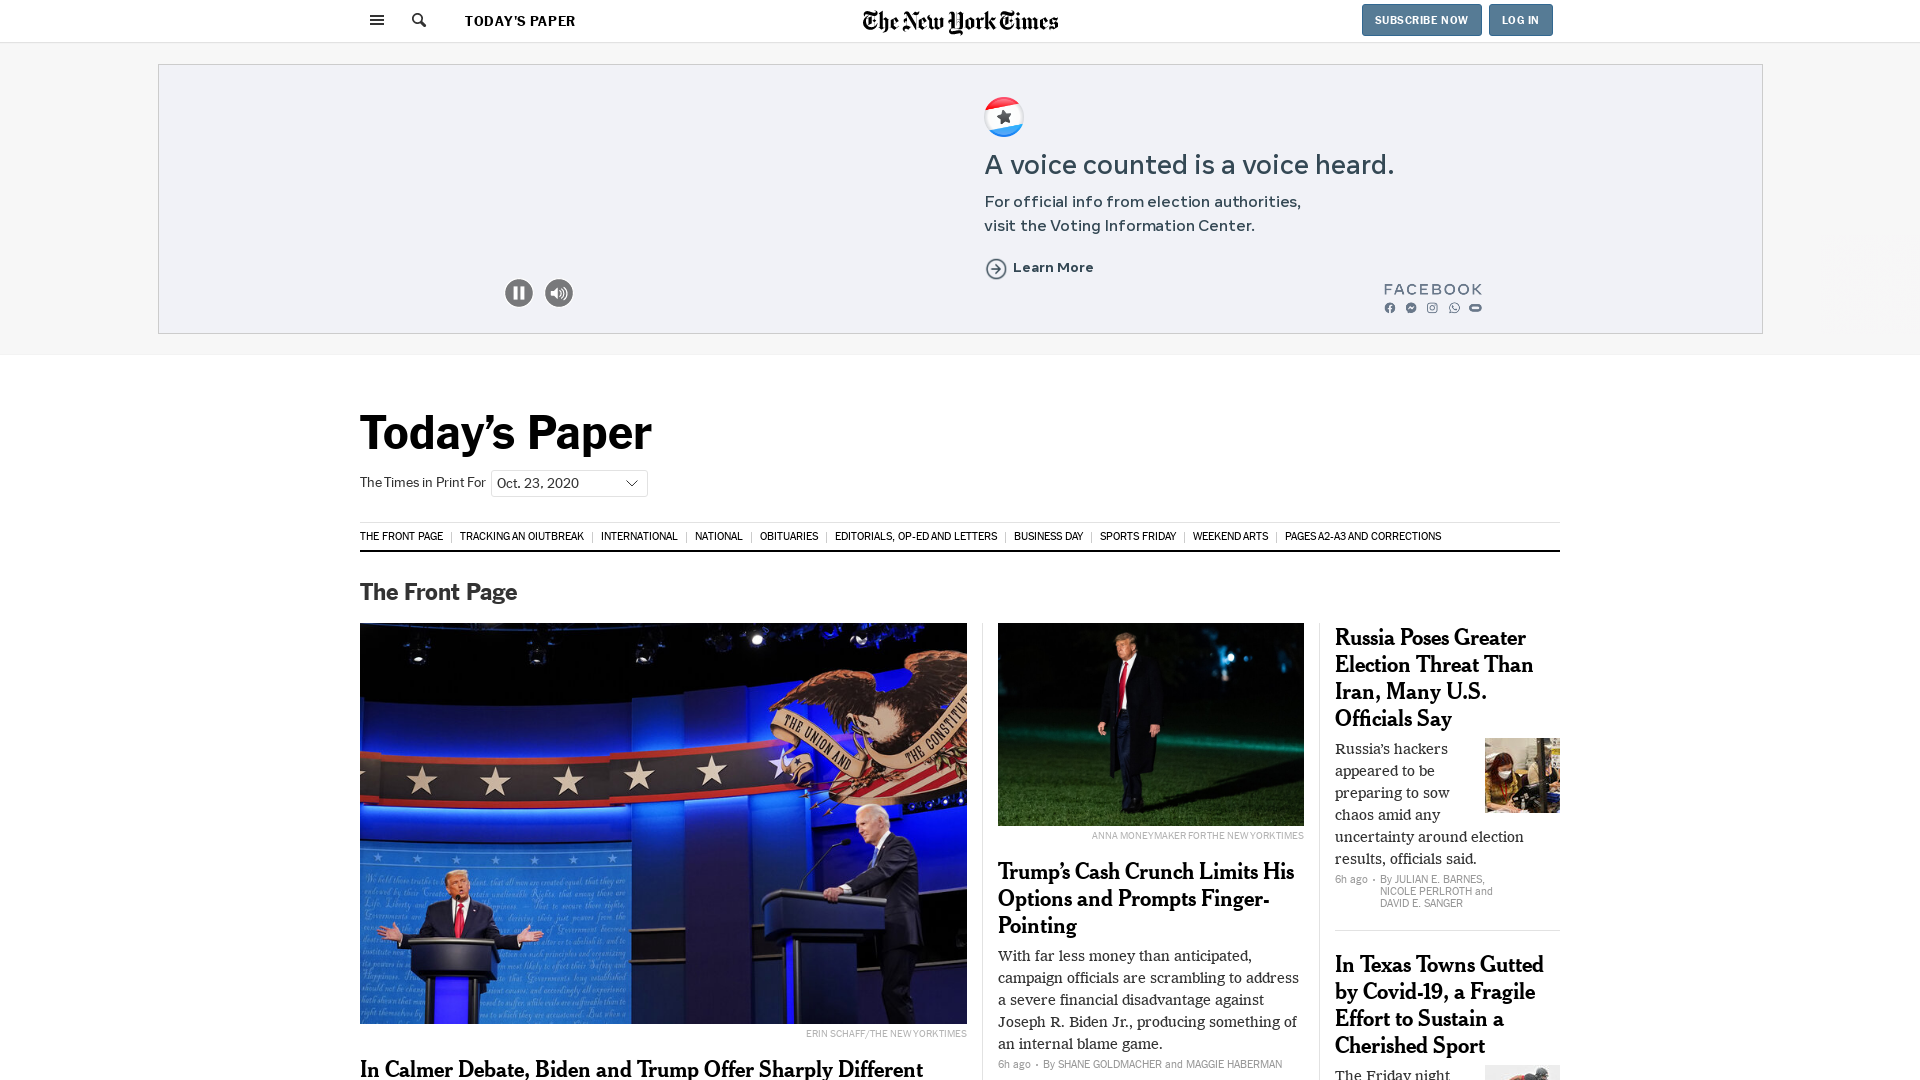 TODAY'S PAPER
The New York Times
SUBSCRIBE NOW
LOG IN
A voice counted is a voice heard.
For official info from election authorities,
visit the Voting Information Center.
Learn More
FACEBOOK
Today’s Paper
The Times in Print For
Oct. 23, 2020
THE FRONT PAGE
TRACKING AN OIUTBREAK
INTERNATIONAL
NATIONAL
OBITUARIES
EDITORIALS, OP-ED AND LETTERS
BUSINESS DAY
SPORTS FRIDAY
WEEKEND ARTS
PAGES A2-A3 AND CORRECTIONS
The Front Page
THE UNION AND
THE CONSTITUT
ERIN SCHAFF/THE NEW YORK TIMES
In Calmer Debate, Biden and Trump Offer Sharply Different
ANNA MONEYMAKER FOR THE NEW YORK TIMES
Trump’s Cash Crunch Limits His
Options and Prompts Finger-
Pointing
With far less money than anticipated,
campaign officials are scrambling to address
a severe financial disadvantage against
Joseph R. Biden Jr., producing something of
an internal blame game.
6h ago • By SHANE GOLDMACHER and MAGGIE HABERMAN
Russia Poses Greater
Election Threat Than
Iran, Many U.S.
Officials Say
Russia’s hackers
appeared to be
preparing to sow
chaos amid any
uncertainty around election
results, officials said.
6h ago • By JULIAN E. BARNES,
NICOLE PERLROTH and
DAVID E. SANGER
In Texas Towns Gutted
by Covid-19, a Fragile
Effort to Sustain a
Cherished Sport
The Friday night